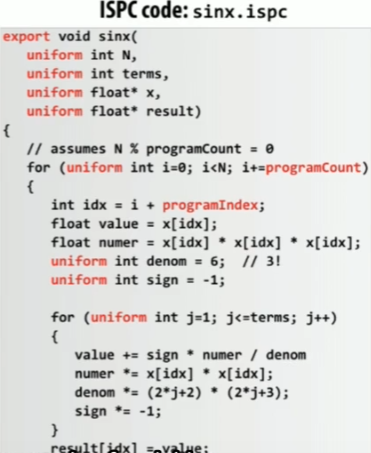 ISPC code: sinx.ispc
export void sinx(
uniform int N,
uniform int terms,
uniform float* x,
uniform float* result)
{
// assumes N % programCount = 0
for (uniform int i=0; i<N; i+=programCount)
{
int idx = i + programIndex;
float value = x[idx];
float numer = x[idx] * x[idx] * x[idx];
uniform int denom = 6;  // 3!
uniform int sign = -1;
for (uniform int j=1; j<=terms; j++)
{
value += sign * numer / denom
numer *= x[idx] * x[idx];
denom *= (2*j+2) * (2*j+3);
sign *= -1;
}
result[idx] = value;